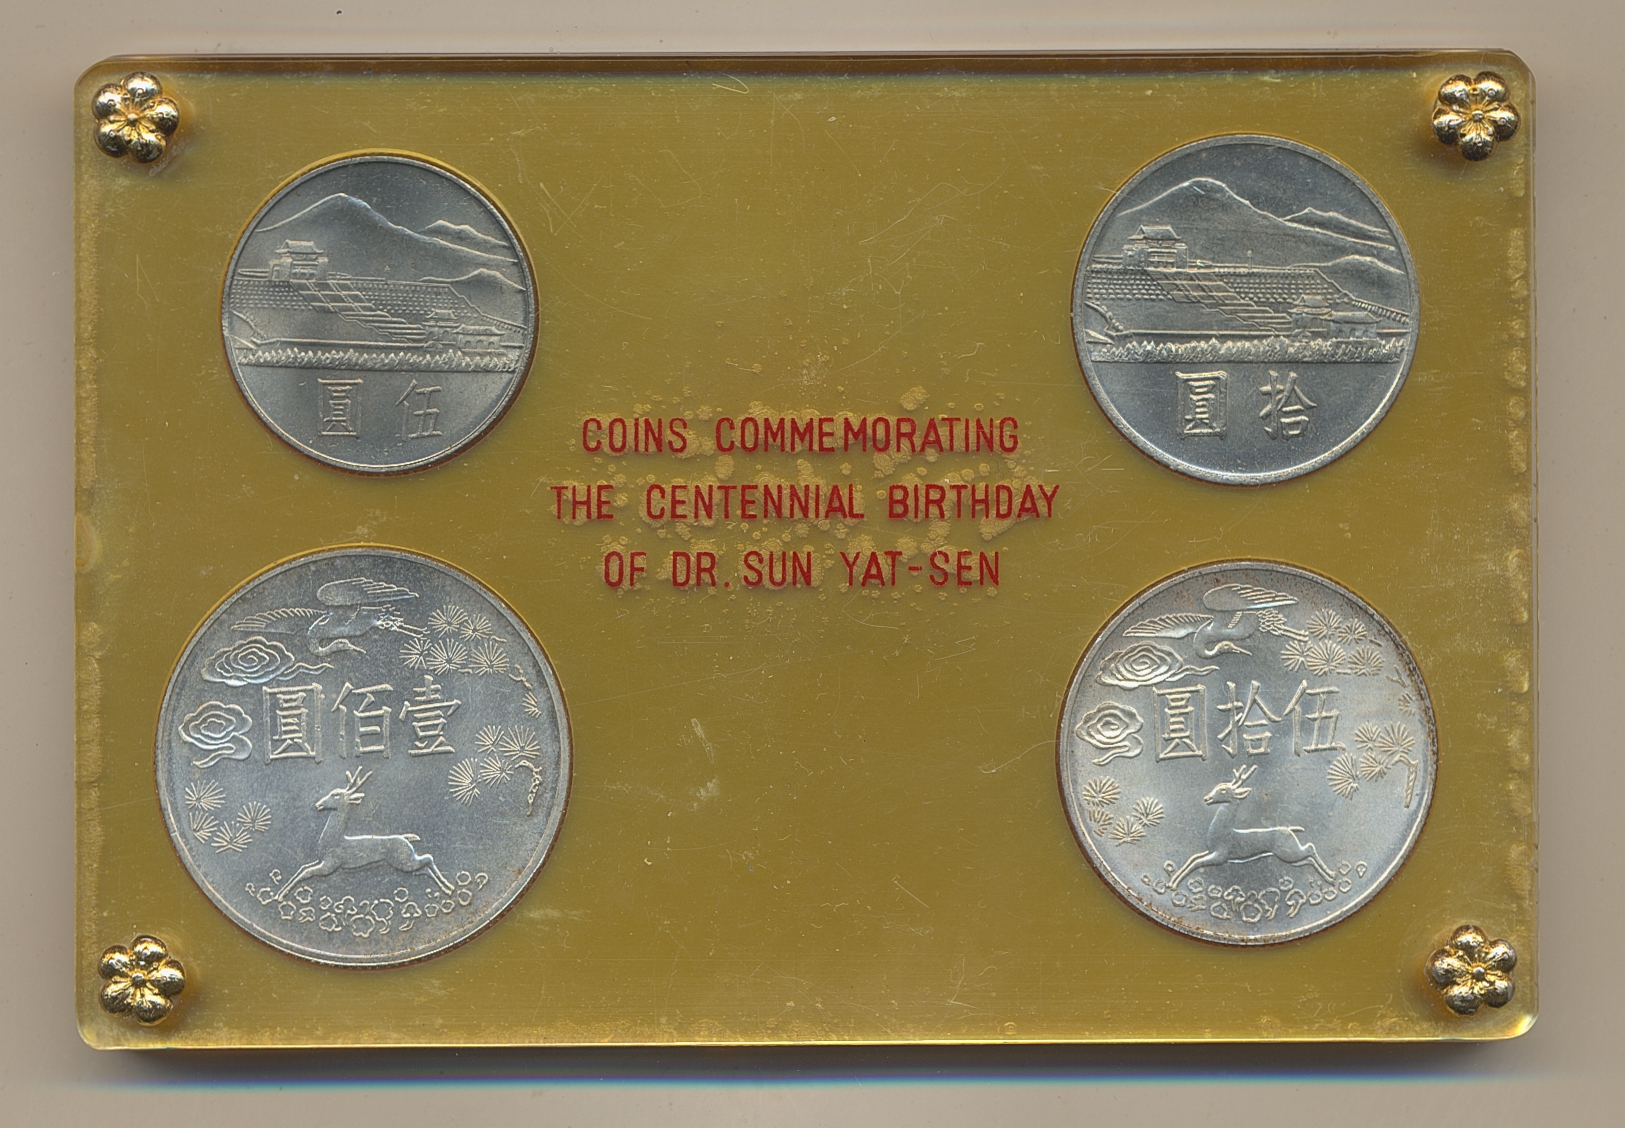 圓 伍
圓 拾
COINS COMMEMORATING
THE CENTENNIAL BIRTHDAY
OF DR. SUN YAT-SEN
圓佰壹
圓拾伍